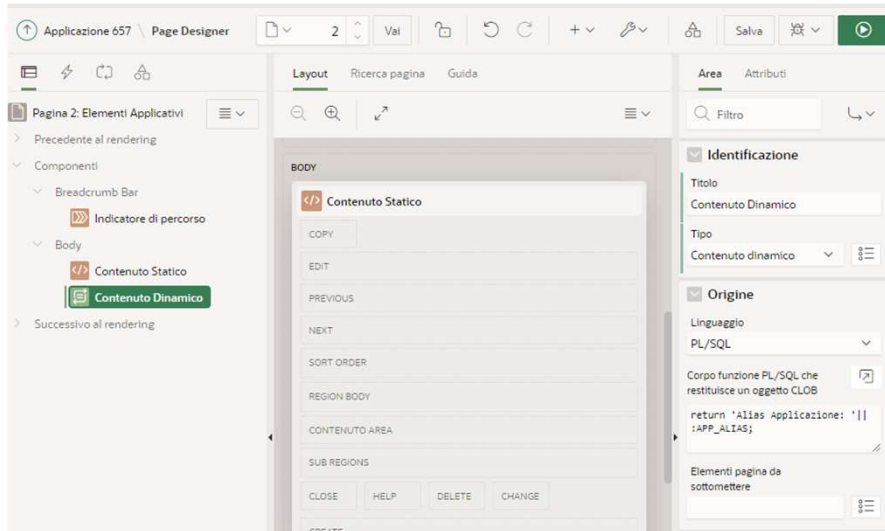 Applicazione 657 \ Page Designer
2
Vai
Salva
Pagina 2: Elementi Applicativi
Precedente al rendering
Componenti
Breadcrumb Bar
Indicatore di percorso
Body
Contenuto Statico
Contenuto Dinamico
Successivo al rendering
Layout
Ricerca pagina
Guida
BODY
Contenuto Statico
COPY
EDIT
PREVIOUS
NEXT
SORT ORDER
REGION BODY
CONTENUTO AREA
SUB REGIONS
CLOSE HELP DELETE CHANGE
CREATE
Area
Attributi
Filtro
Identificazione
Titolo
Contenuto Dinamico
Tipo
Contenuto dinamico
Origine
Linguaggio
PL/SQL
Corpo funzione PL/SQL che
restituisce un oggetto CLOB
return 'Alias Applicazione: '||
:APP_ALIAS;
Elementi pagina da
sottomettere